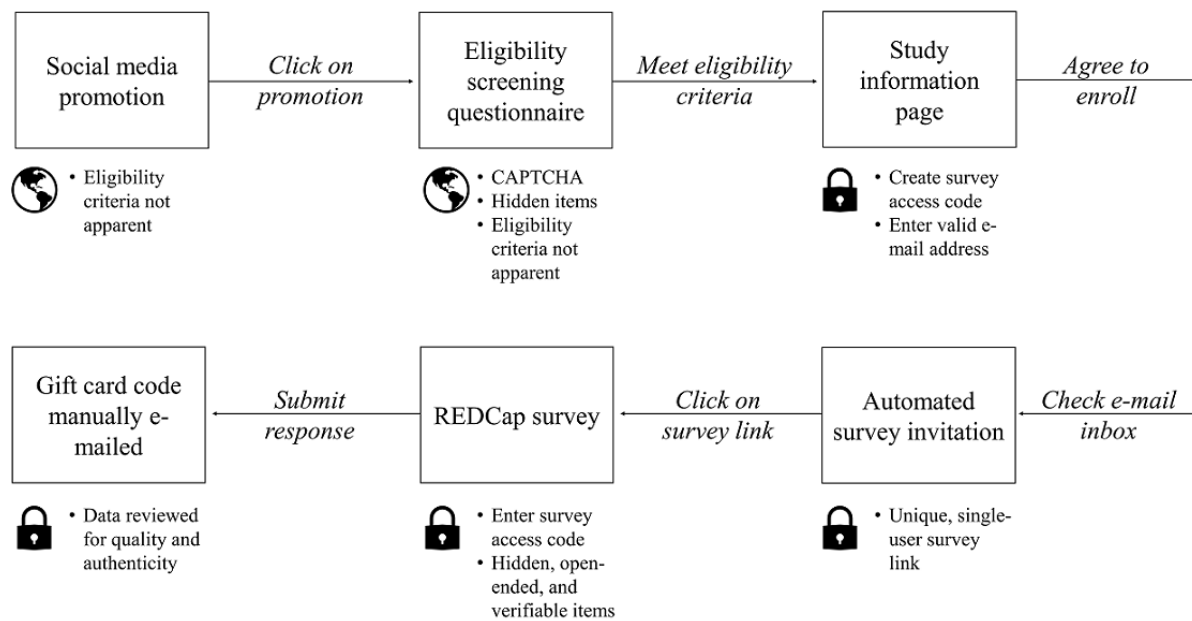 Social media
promotion
Click on
promotion
Eligibility
screening
questionnaire
Meet eligibility
criteria
Study
information
page
Agree to
enroll
• Eligibility
criteria not
apparent
• CAPTCHA
• Hidden items
• Eligibility
criteria not
apparent
• Create survey
access code
• Enter valid e-
mail address
Gift card code
manually e-
mailed
Submit
response
REDCap survey
Click on
survey link
Automated
survey invitation
Check e-mail
inbox
• Data reviewed
for quality and
authenticity
• Enter survey
access code
• Hidden, open-
ended, and
verifiable items
• Unique, single-
user survey
link